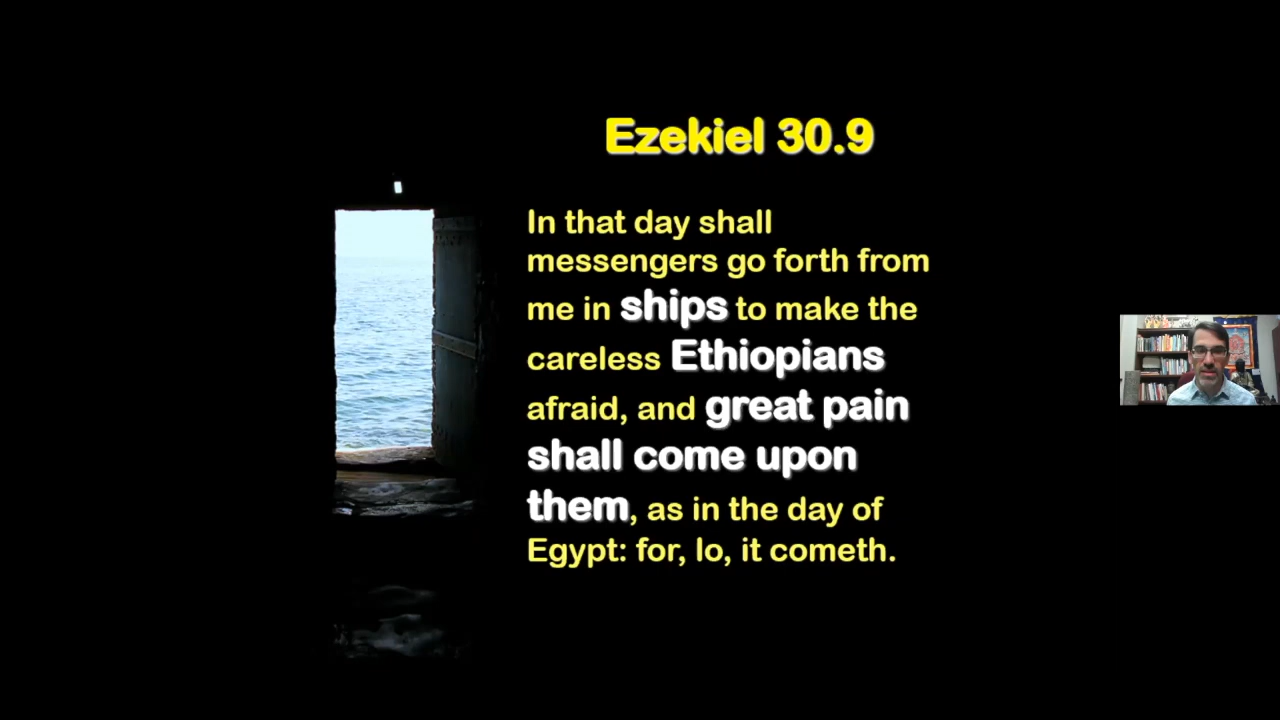 Ezekiel 30.9
In that day shall
messengers go forth from
me in ships to make the
careless Ethiopians
afraid, and great pain
shall come upon
them, as in the day of
Egypt: for, lo, it cometh.